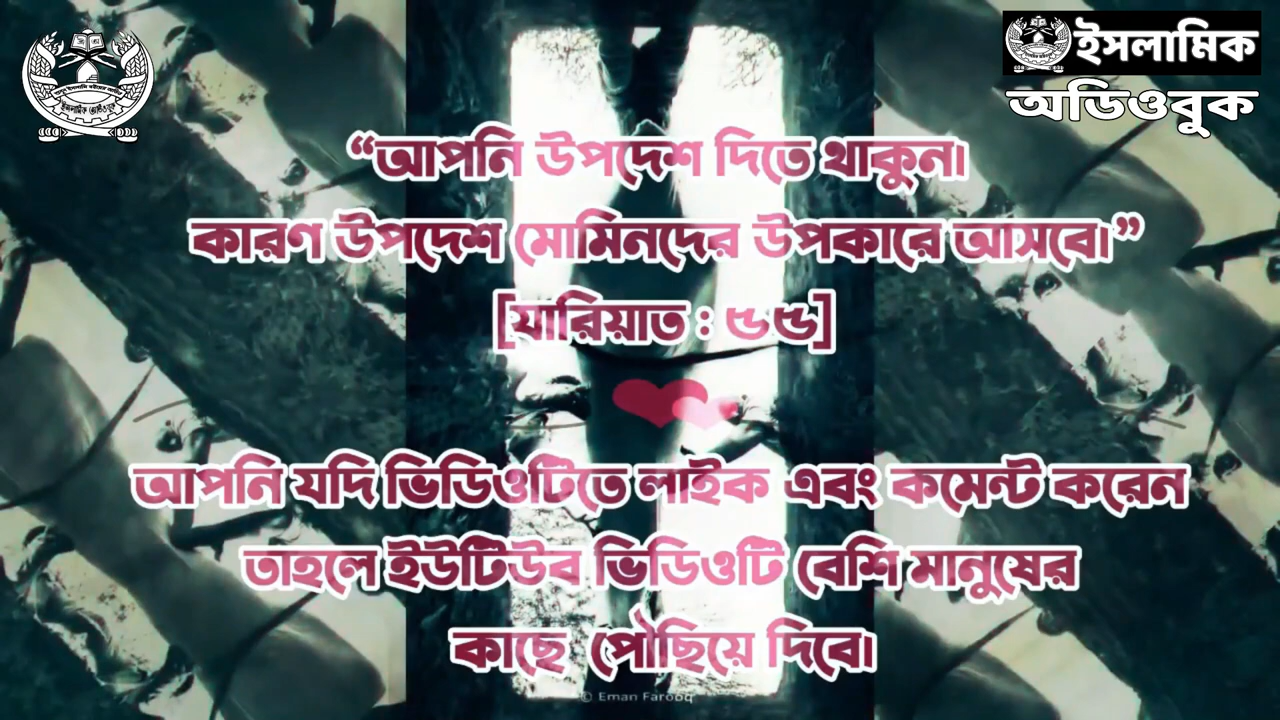 ইসলামিক
অডিওবুক
“আপনি উপদেশ দিতে থাকুন।
কারণ উপদেশ মোমিনদের উপকারে আসবে।”
[যারিয়াত : ৫৫]
আপনি যদি ভিডিওটিতে লাইক এবং কমেন্ট করেন
তাহলে ইউটিউব ভিডিওটি বেশি মানুষের
কাছে পৌছিয়ে দিবে।
© Eman Farooq